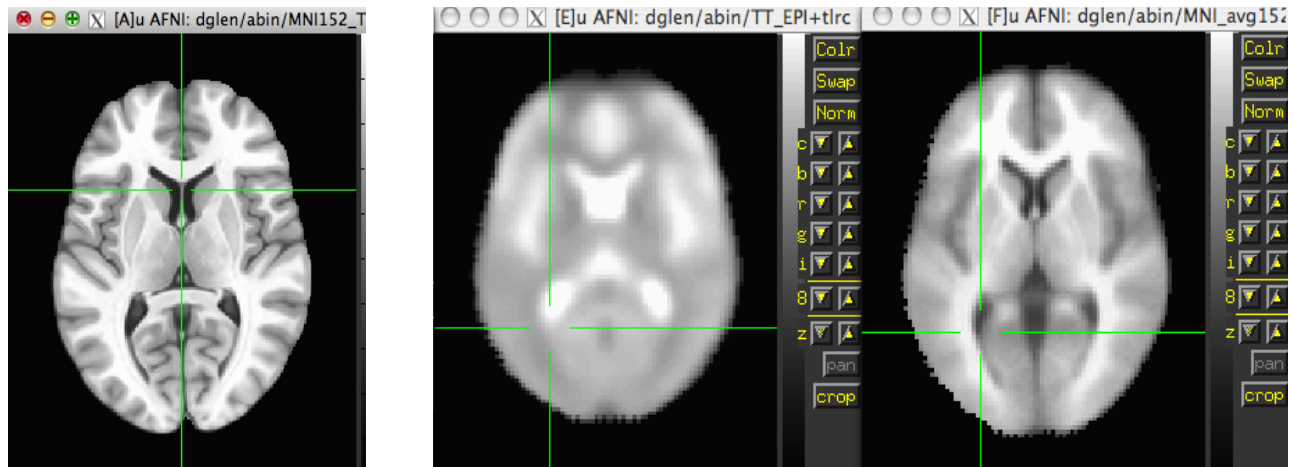 X [A]u AFNI: dglen/abin/MNI152_T
X [E]u AFNI: dglen/abin/TT_EPI+tlrc
X [F]u AFNI: dglen/abin/MNI_avg152
Colr
Swap
Norm
c
b
r
g
i
8
z
pan
crop
Colr
Swap
Norm
c
b
r
g
i
8
z
pan
crop